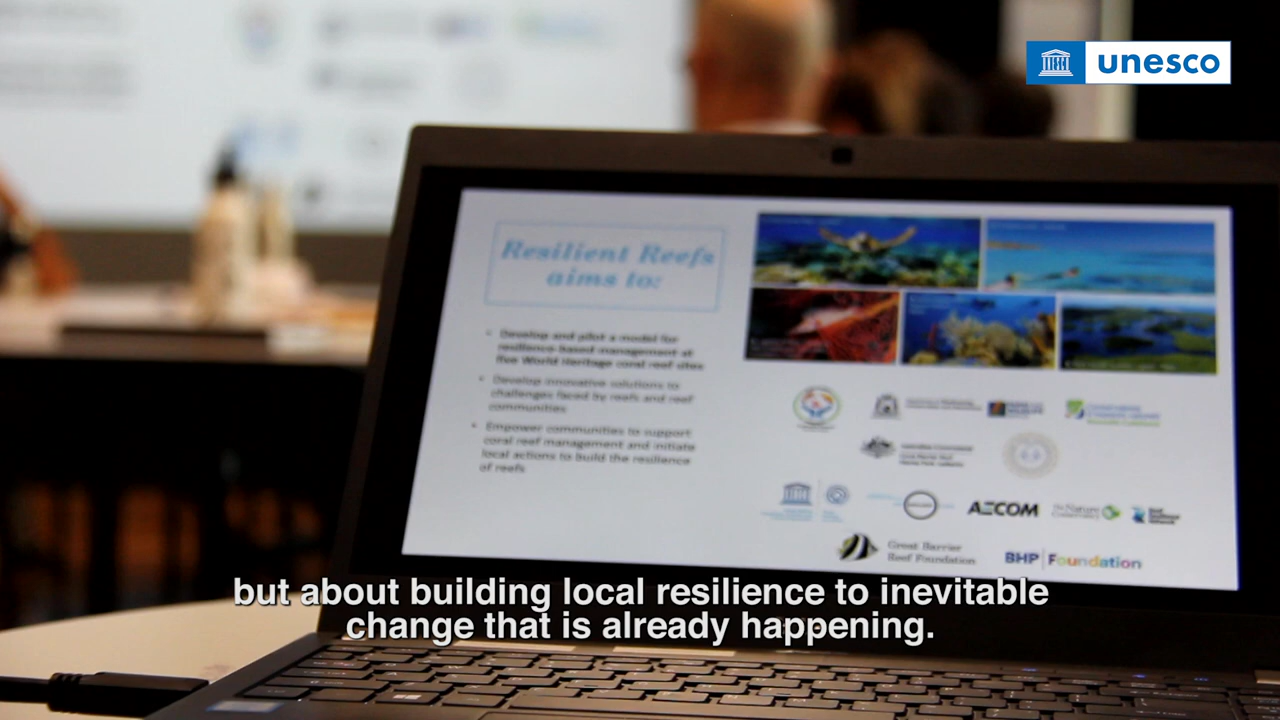 unesco
Resilient Reefs
aims to:
• Develop and pilot a model for
resilience-based management at
five World Heritage coral reef sites
• Develop innovative solutions to
challenges faced by reefs and reef
communities
• Empower communities to support
coral reef management and initiate
local actions to build the resilience
of reefs
AECOM
Great Barrier
Reef Foundation
BHP Foundation
but about building local resilience to inevitable
change that is already happening.